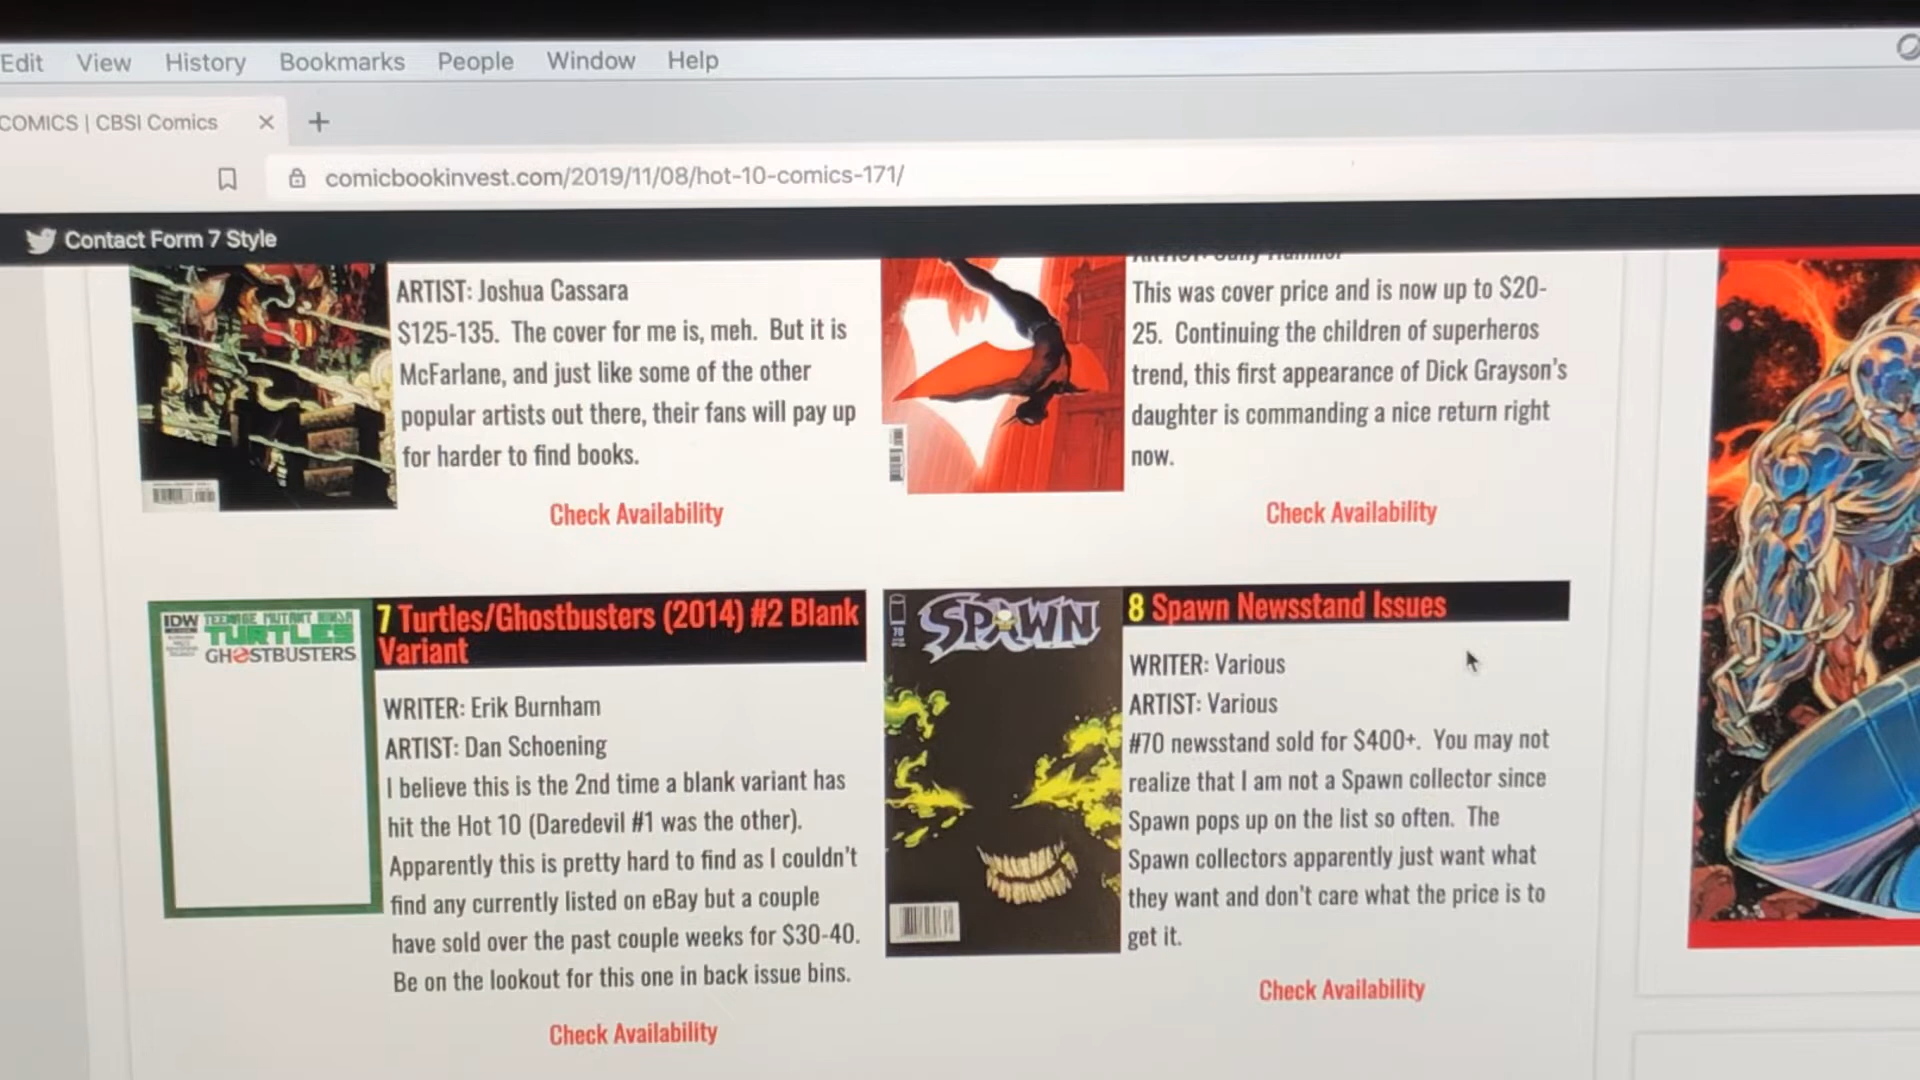 Edit View History Bookmarks People Window Help
COMICS | CBSI Comics
comicbookinvest.com/2019/11/08/hot-10-comics-171/
Contact Form 7 Style
ARTIST: Joshua Cassara
$125-135. The cover for me is, meh. But it is
McFarlane, and just like some of the other
popular artists out there, their fans will pay up
for harder to find books.
Check Availability
This was cover price and is now up to $20-
25. Continuing the children of superheros
trend, this first appearance of Dick Grayson's
daughter is commanding a nice return right
now.
Check Availability
IDW TEENAGE MUTANT NINJA
TURTLES
GHOSTBUSTERS
7 Turtles/Ghostbusters (2014) #2 Blank
Variant
WRITER: Erik Burnham
ARTIST: Dan Schoening
I believe this is the 2nd time a blank variant has
hit the Hot 10 (Daredevil #1 was the other).
Apparently this is pretty hard to find as I couldn't
find any currently listed on eBay but a couple
have sold over the past couple weeks for $30-40.
Be on the lookout for this one in back issue bins.
Check Availability
SPAWN
70
8 Spawn Newsstand Issues
WRITER: Various
ARTIST: Various
#70 newsstand sold for $400+. You may not
realize that I am not a Spawn collector since
Spawn pops up on the list so often. The
Spawn collectors apparently just want what
they want and don't care what the price is to
get it.
Check Availability